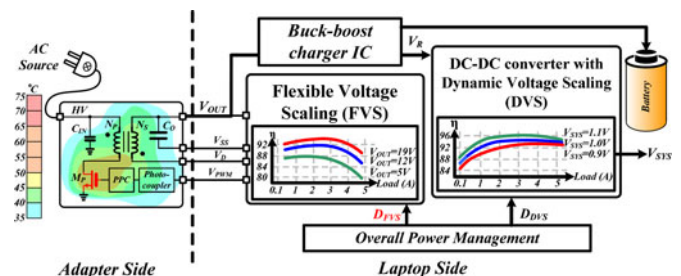 AC
Source
°C
75
70
65
60
55
50
45
40
35
HV
C_IN
N_P
N_S
C_O
M_P
PPC
Photo-
coupler
Adapter Side
V_OUT
V_SS
V_D
V_PWM
Buck-boost
charger IC
V_R
Battery
Flexible Voltage
Scaling (FVS)
η
92
88
84
80
V_OUT=19V
V_OUT=12V
V_OUT=5V
0.1 1 2 3 4 5
Load (A)
DC-DC converter with
Dynamic Voltage Scaling
(DVS)
η
96
92
88
84
V_SYS=1.1V
V_SYS=1.0V
V_SYS=0.9V
0.1 1 2 3 4 5
Load (A)
V_SYS
D_FVS
D_DVS
Overall Power Management
Laptop Side